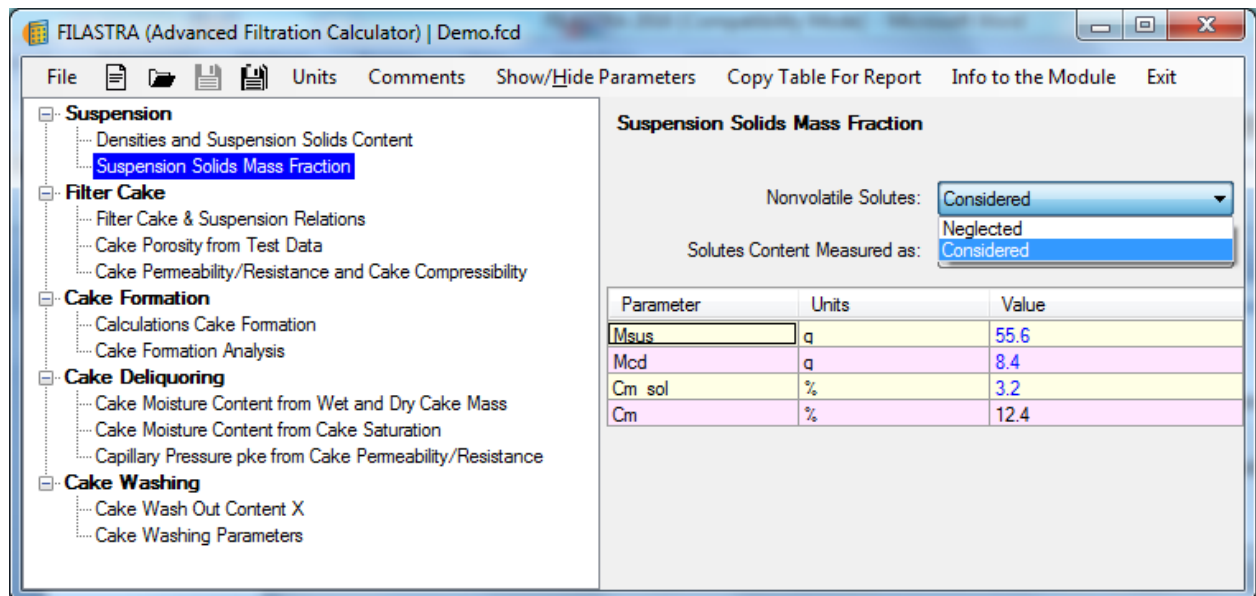 FILASTRA (Advanced Filtration Calculator) | Demo.fcd
File Units Comments Show/Hide Parameters Copy Table For Report Info to the Module Exit
Suspension
Densities and Suspension Solids Content
Suspension Solids Mass Fraction
Filter Cake
Filter Cake & Suspension Relations
Cake Porosity from Test Data
Cake Permeability/Resistance and Cake Compressibility
Cake Formation
Calculations Cake Formation
Cake Formation Analysis
Cake Deliquoring
Cake Moisture Content from Wet and Dry Cake Mass
Cake Moisture Content from Cake Saturation
Capillary Pressure pke from Cake Permeability/Resistance
Cake Washing
Cake Wash Out Content X
Cake Washing Parameters
Suspension Solids Mass Fraction
Nonvolatile Solutes: Considered
Neglected
Solutes Content Measured as: Considered
Parameter Units Value
Msus g 55.6
Mcd g 8.4
Cm_sol % 3.2
Cm % 12.4